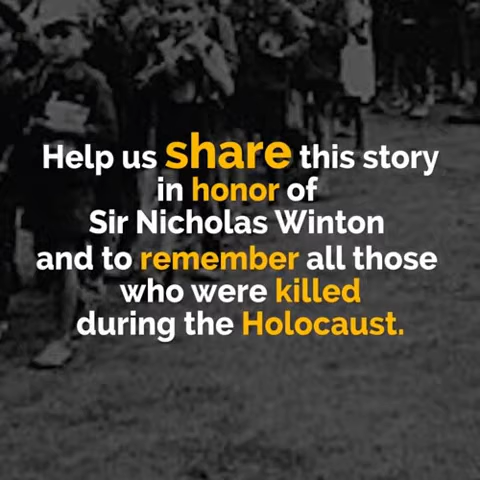 Help us share this story
in honor of
Sir Nicholas Winton
and to remember all those
who were killed
during the Holocaust.